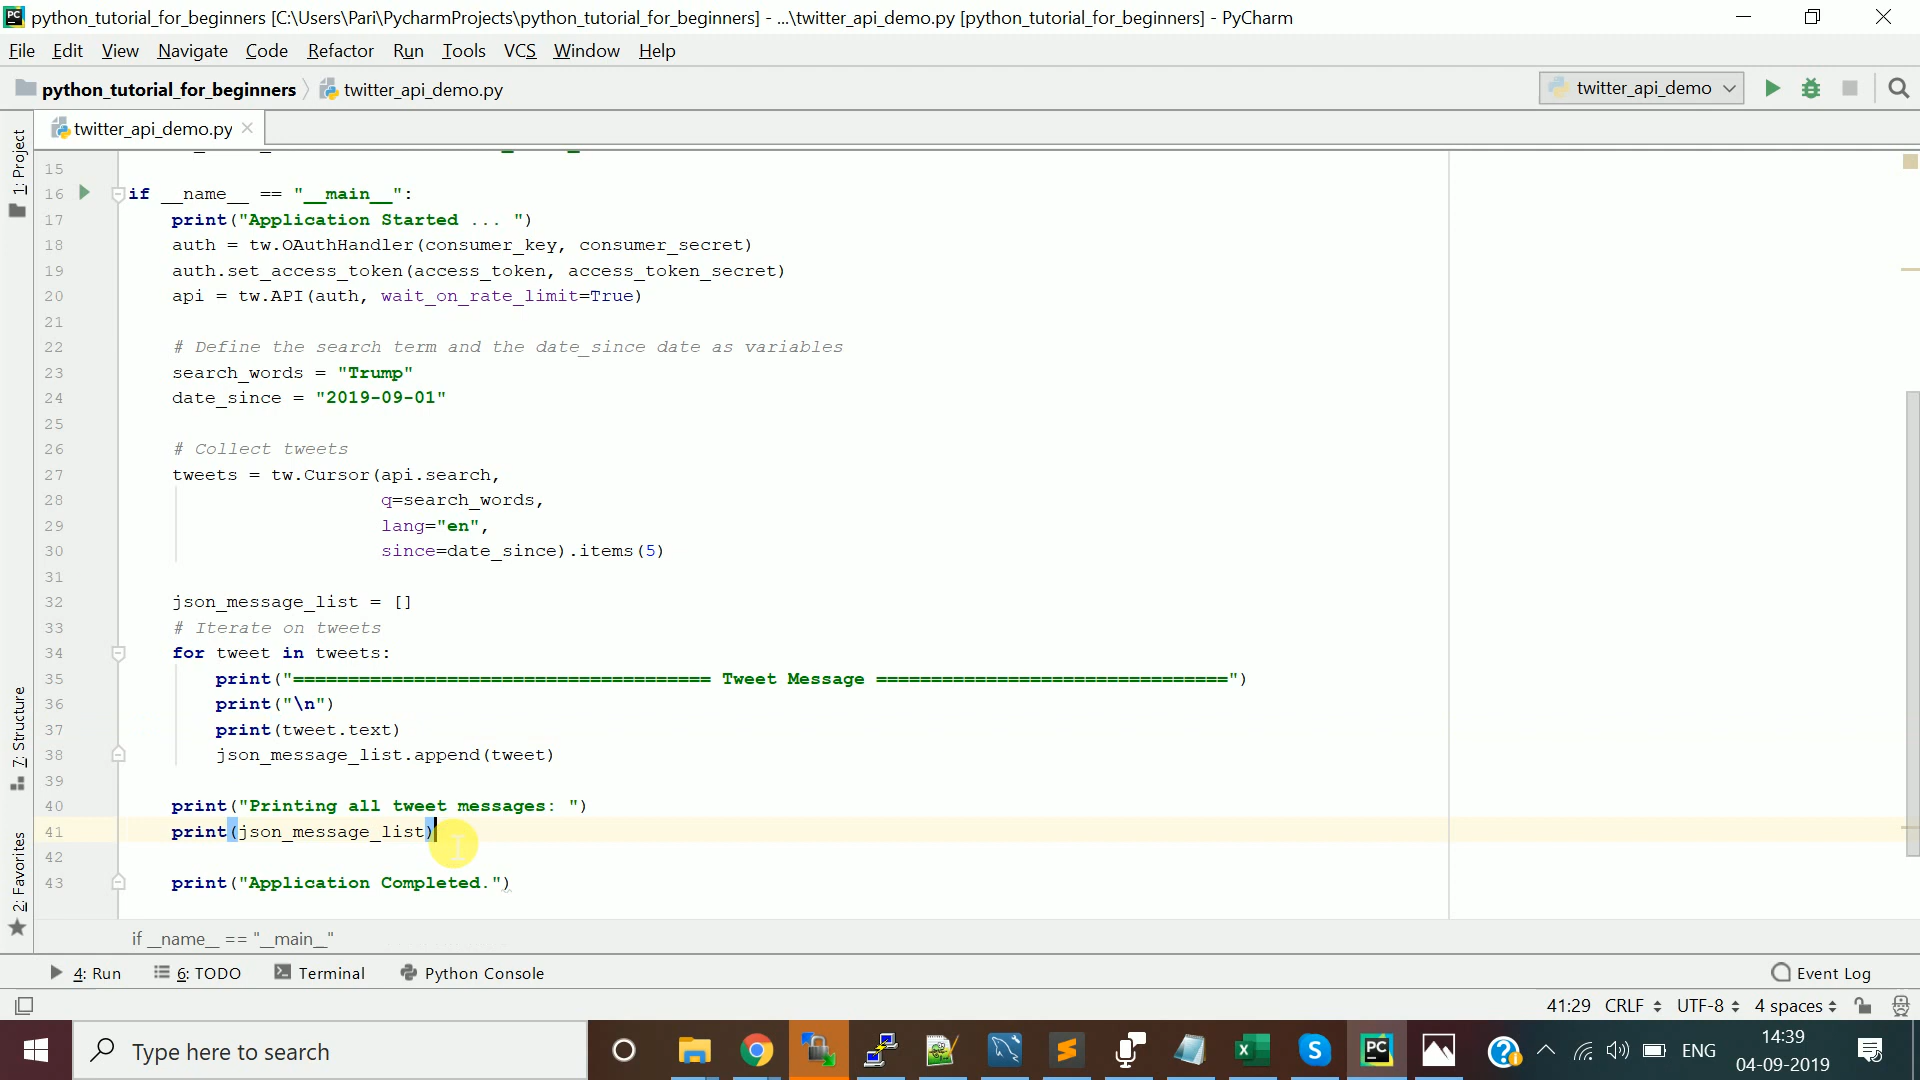 python_tutorial_for_beginners [C:\Users\Pari\PycharmProjects\python_tutorial_for_beginners] - ...\twitter_api_demo.py [python_tutorial_for_beginners] - PyCharm
File Edit View Navigate Code Refactor Run Tools VCS Window Help
python_tutorial_for_beginners twitter_api_demo.py twitter_api_demo
twitter_api_demo.py
1: Project
7: Structure
2: Favorites
15
16 if __name__ == "__main__":
17 print("Application Started ... ")
18 auth = tw.OAuthHandler(consumer_key, consumer_secret)
19 auth.set_access_token(access_token, access_token_secret)
20 api = tw.API(auth, wait_on_rate_limit=True)
21
22 # Define the search term and the date_since date as variables
23 search_words = "Trump"
24 date_since = "2019-09-01"
25
26 # Collect tweets
27 tweets = tw.Cursor(api.search,
28 q=search_words,
29 lang="en",
30 since=date_since).items(5)
31
32 json_message_list = []
33 # Iterate on tweets
34 for tweet in tweets:
35 print("====================================== Tweet Message ================================")
36 print("\n")
37 print(tweet.text)
38 json_message_list.append(tweet)
39
40 print("Printing all tweet messages: ")
41 print(json_message_list)
42
43 print("Application Completed.")
if __name__ == "__main__"
4: Run 6: TODO Terminal Python Console Event Log
41:29 CRLF UTF-8 4 spaces
Type here to search
ENG
14:39
04-09-2019